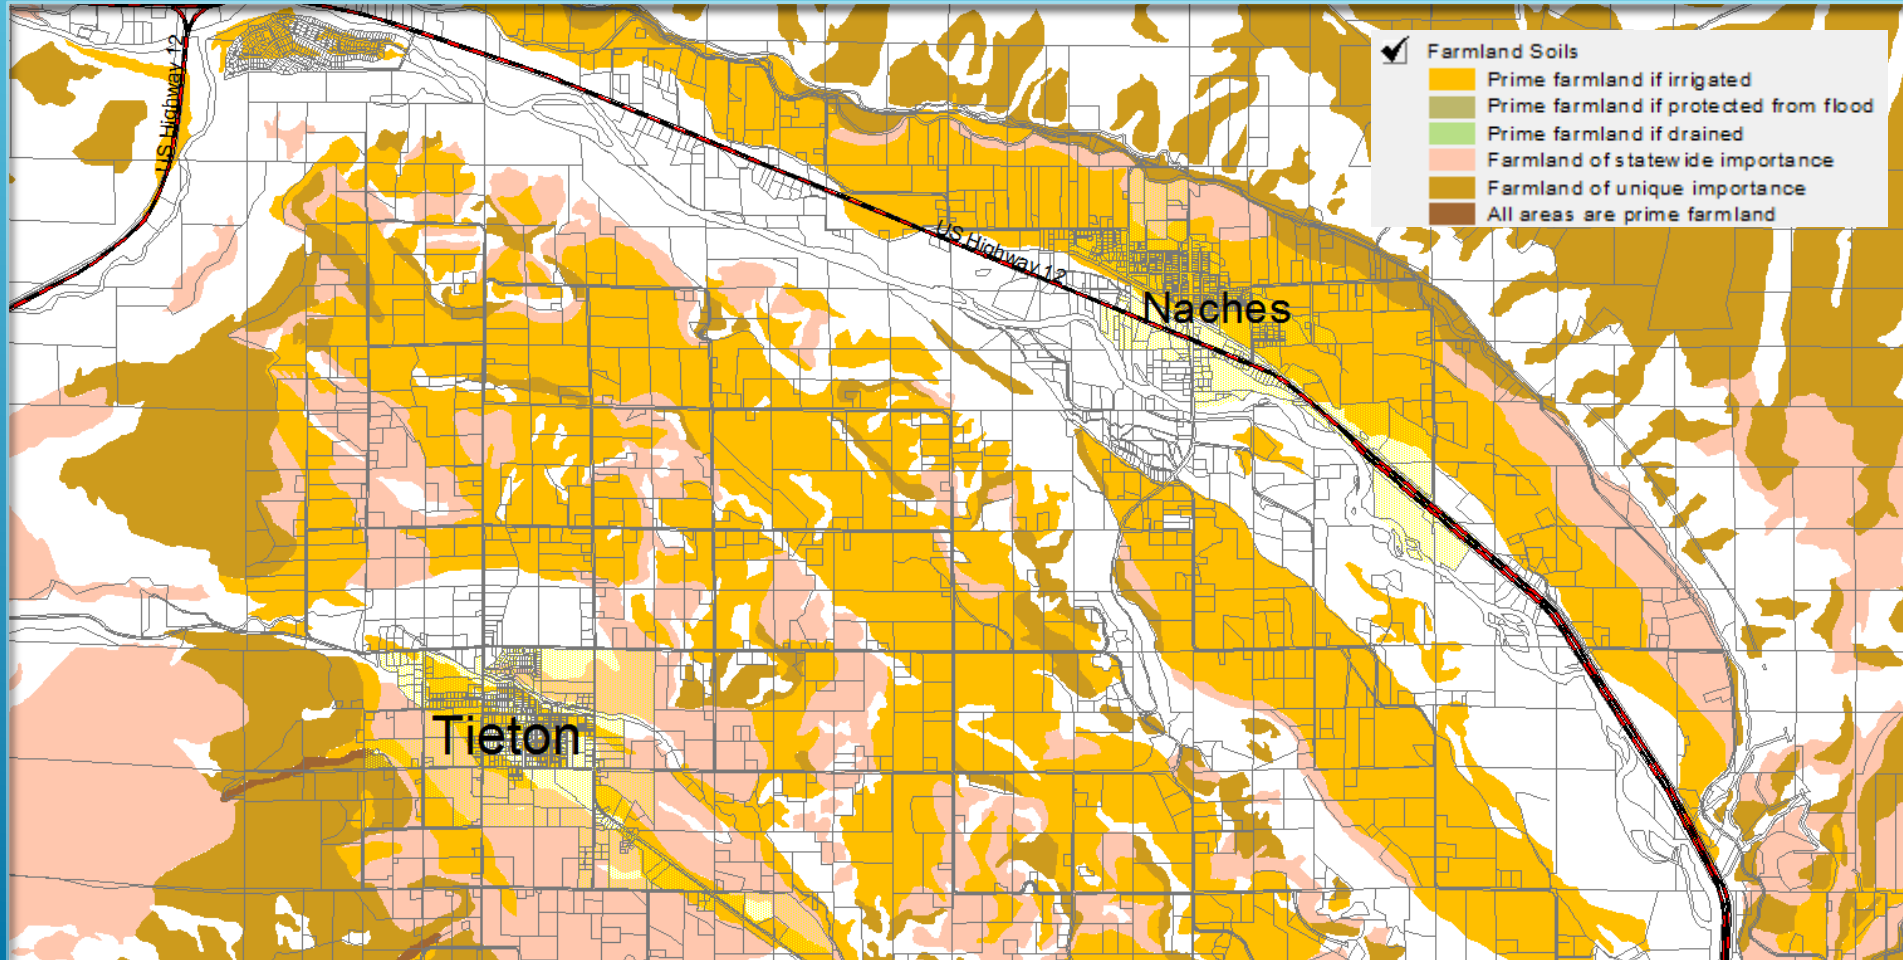 US Highway 12
Farmland Soils
Prime farmland if irrigated
Prime farmland if protected from flood
Prime farmland if drained
Farmland of statewide importance
Farmland of unique importance
All areas are prime farmland
US Highway 12
Naches
Tieton